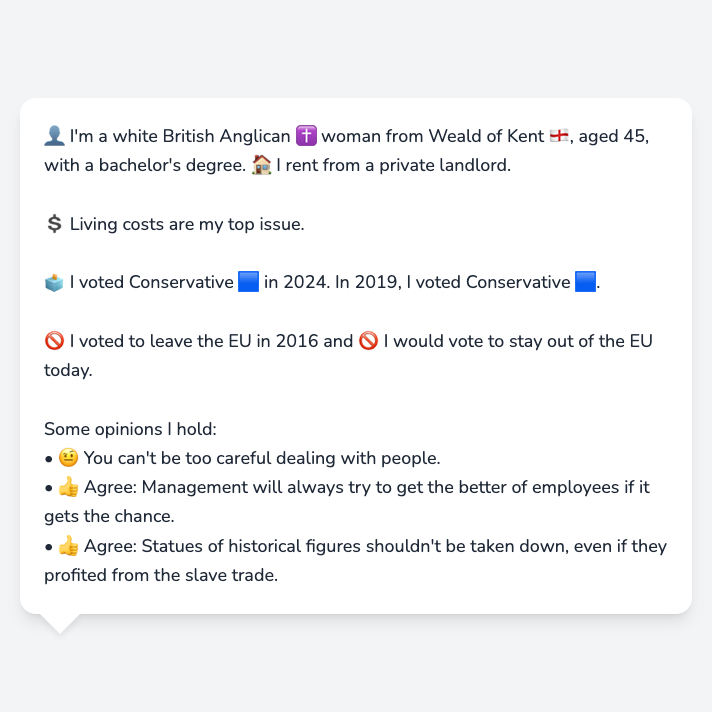 👤 I'm a white British Anglican ✝️ woman from Weald of Kent 🏴󠁧󠁢󠁥󠁮󠁧󠁿, aged 45,
with a bachelor's degree. 🏠 I rent from a private landlord.
💲 Living costs are my top issue.
🗳️ I voted Conservative 🟦 in 2024. In 2019, I voted Conservative 🟦.
🚫 I voted to leave the EU in 2016 and 🚫 I would vote to stay out of the EU
today.
Some opinions I hold:
• 🤨 You can't be too careful dealing with people.
• 👍 Agree: Management will always try to get the better of employees if it
gets the chance.
• 👍 Agree: Statues of historical figures shouldn't be taken down, even if they
profited from the slave trade.